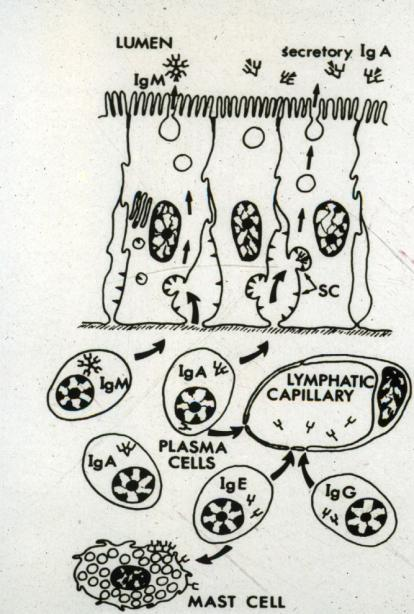 LUMEN
secretory IgA
IgM
SC
IgM
IgA
LYMPHATIC
CAPILLARY
PLASMA
CELLS
IgA
IgE
IgG
MAST CELL